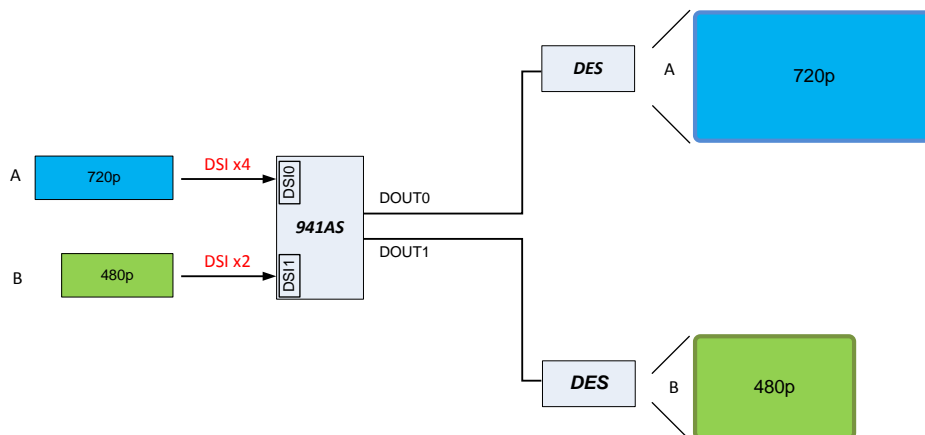 DES
A
720p
A
720p
DSI x4
DSI0
941AS
DOUT0
DOUT1
B
480p
DSI x2
DSI1
DES
B
480p